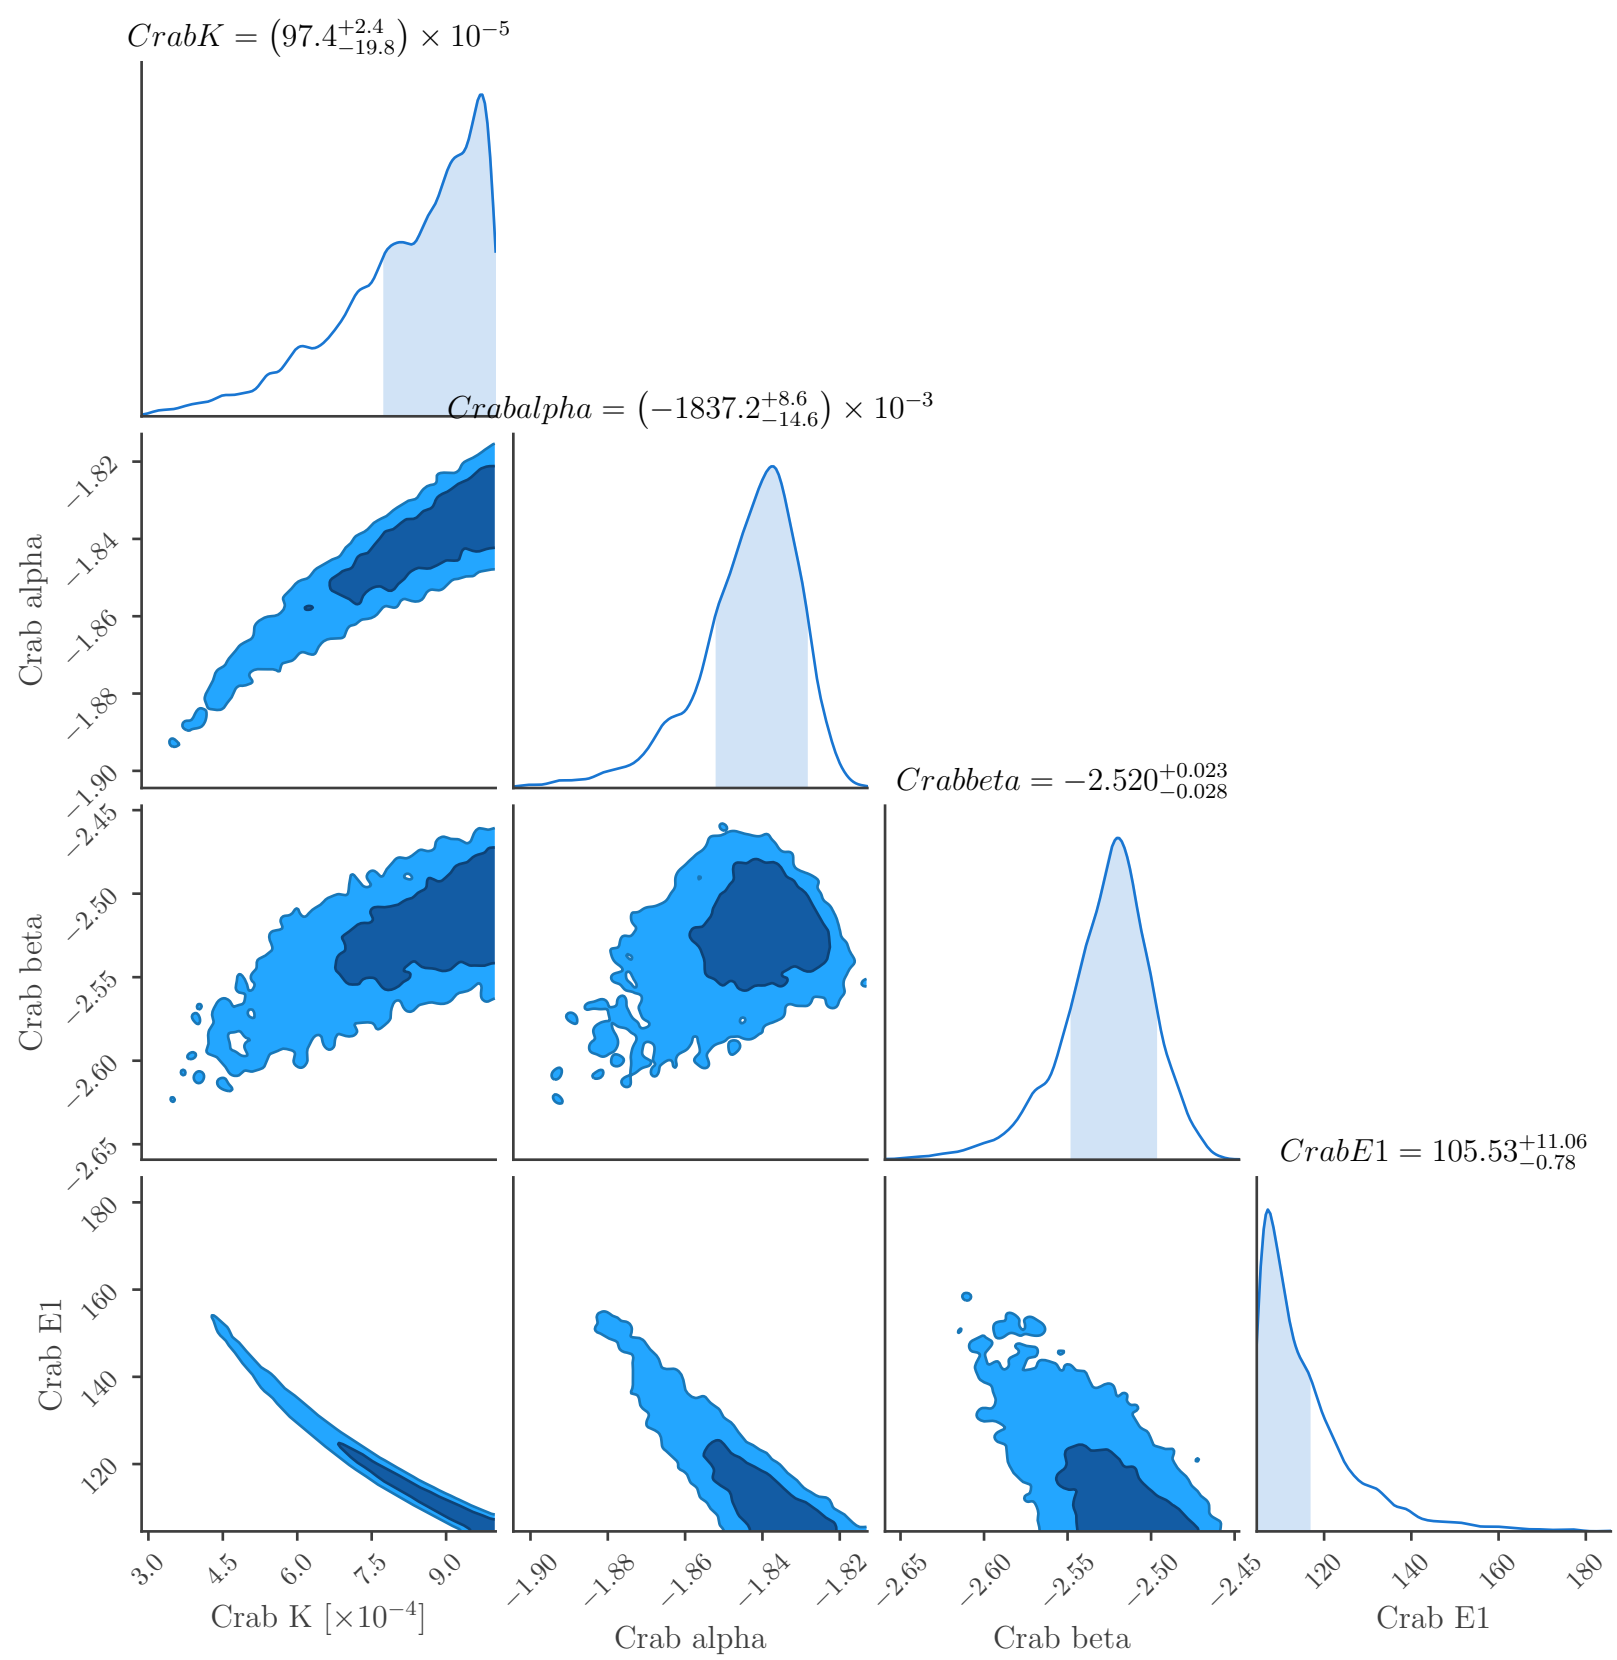 CrabK = (97.4 +2.4 −19.8) × 10−5
Crabalpha = (−1837.2 +8.6 −14.6) × 10−3
−1.82
−1.84
−1.86
−1.88
−1.90
Crab alpha
Crabbeta = −2.520 +0.023 −0.028
−2.45
−2.50
−2.55
−2.60
−2.65
Crab beta
CrabE1 = 105.53 +11.06 −0.78
180
160
140
120
Crab E1
3.0 4.5 6.0 7.5 9.0
Crab K [×10−4]
−1.90 −1.88 −1.86 −1.84 −1.82
Crab alpha
−2.65 −2.60 −2.55 −2.50 −2.45
Crab beta
120 140 160 180
Crab E1